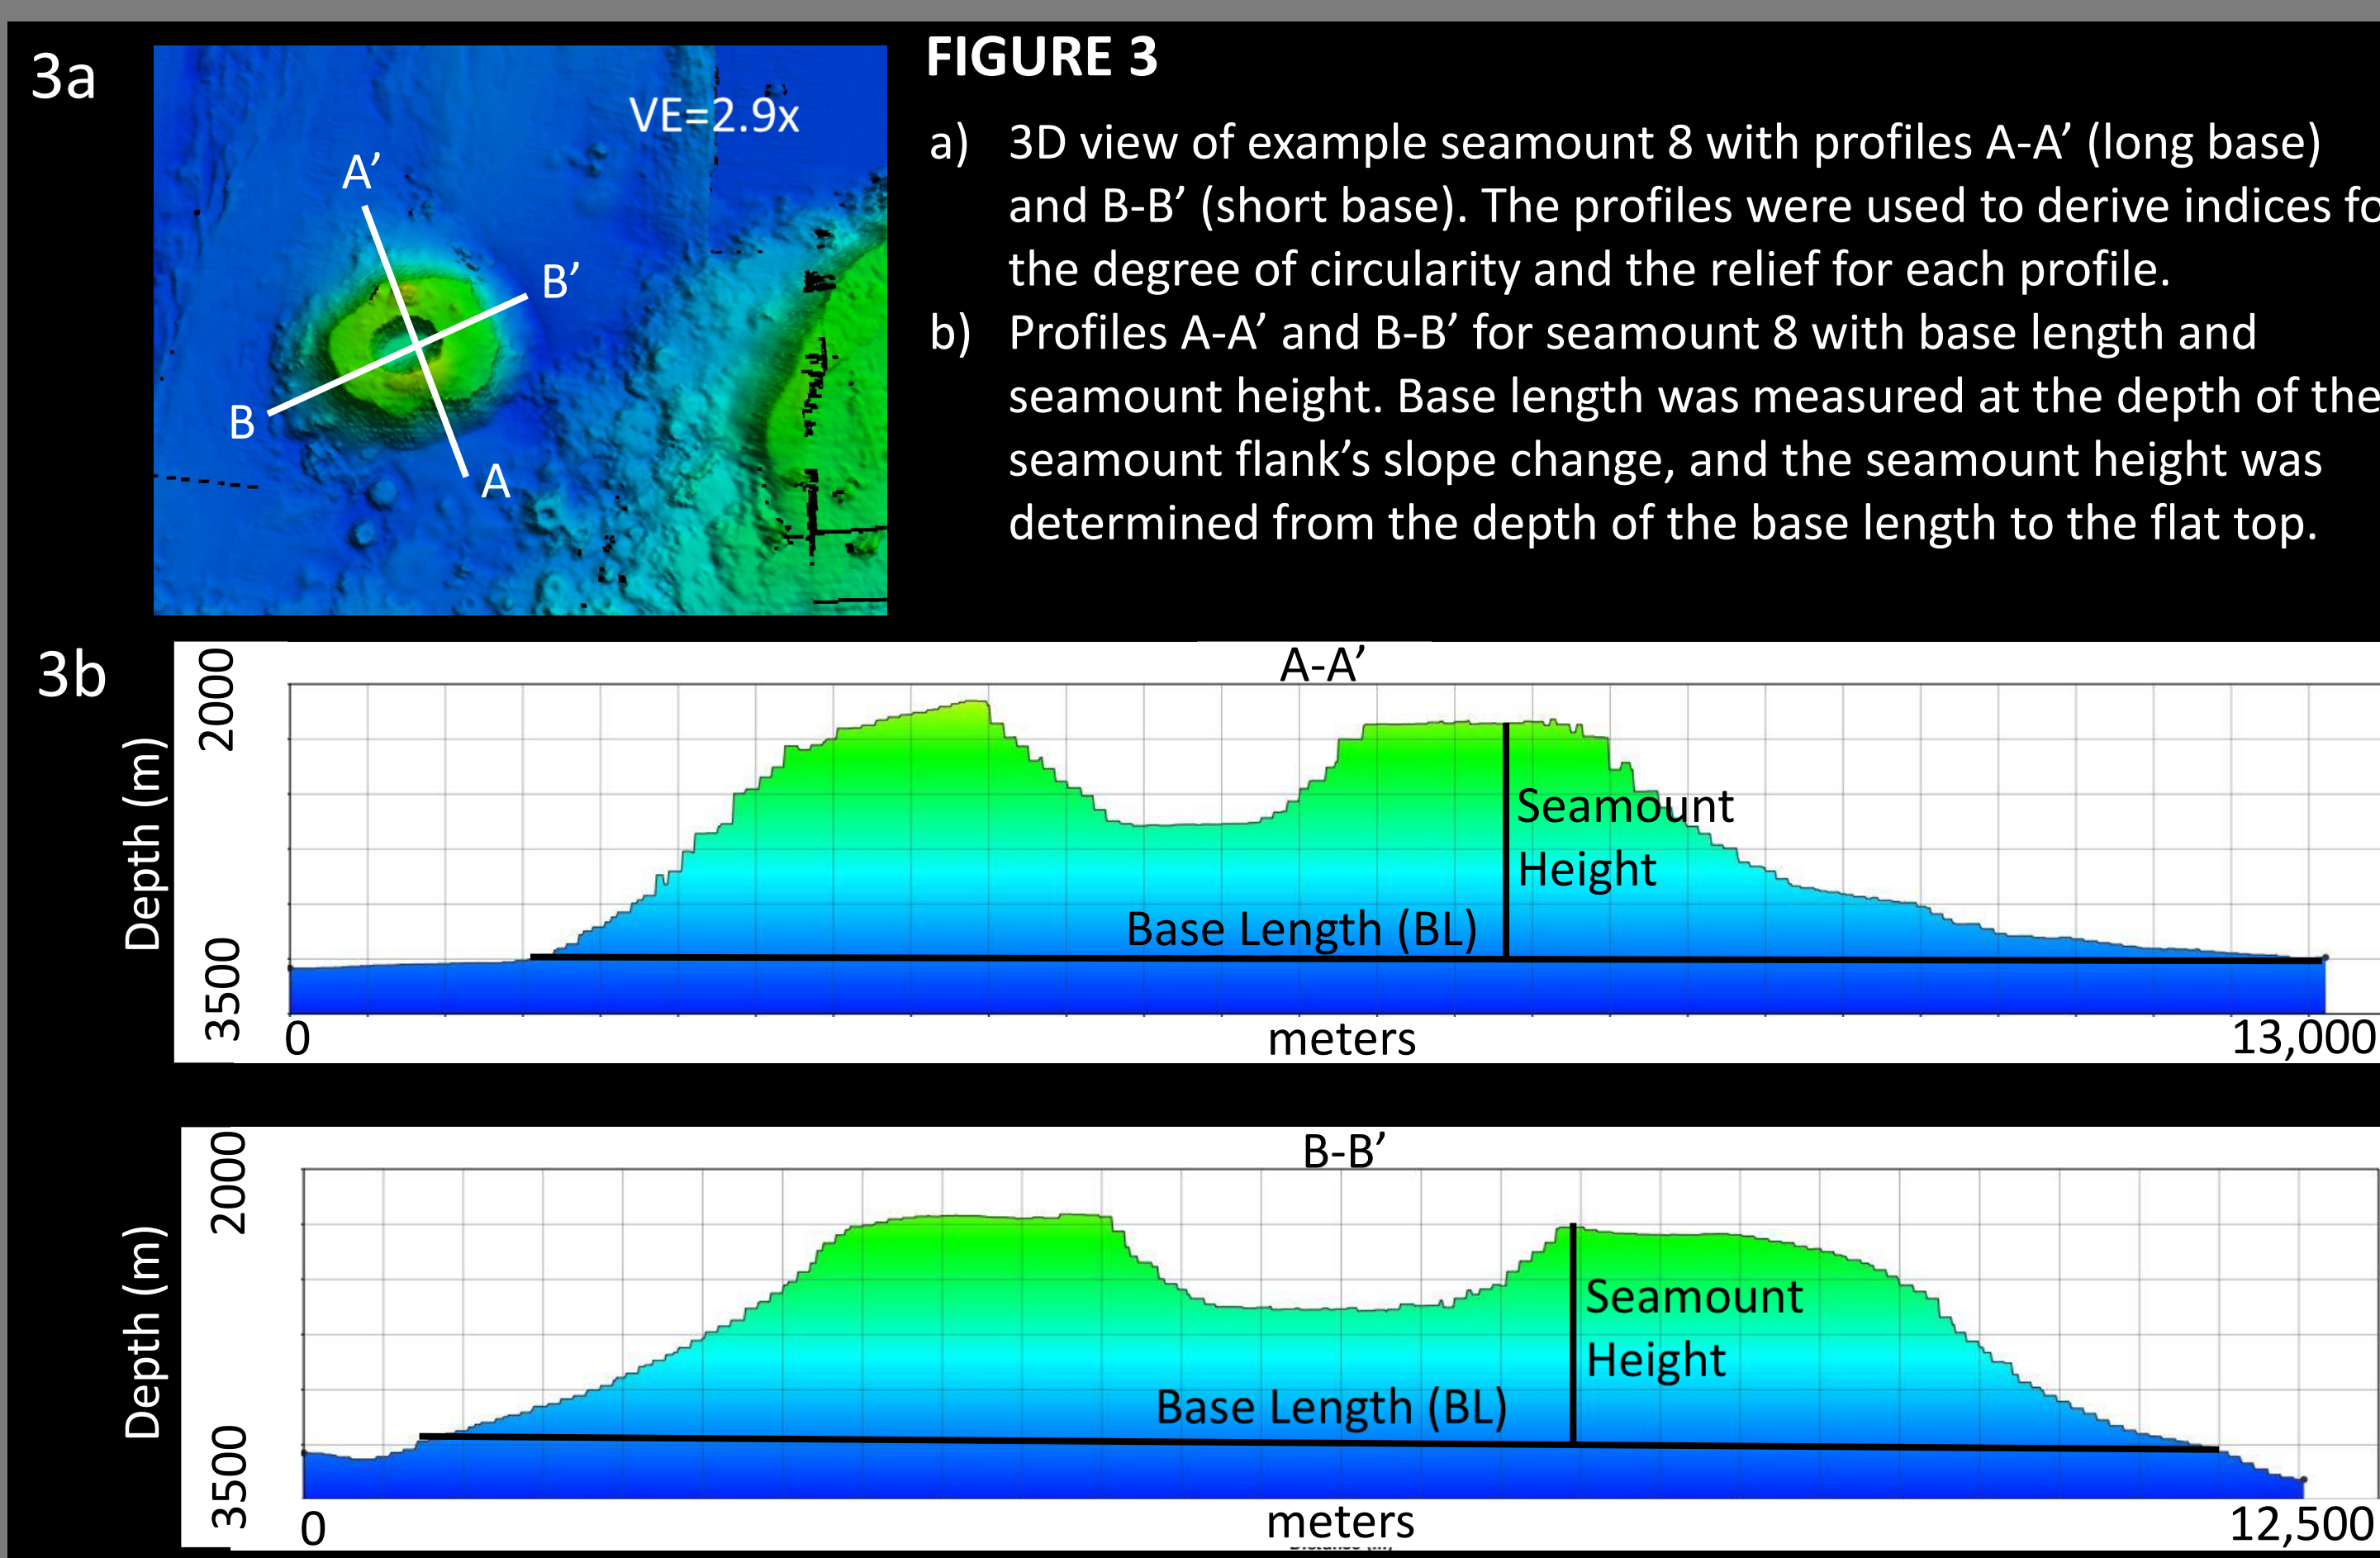 3a
VE=2.9x
A’
B’
B
A
FIGURE 3
a) 3D view of example seamount 8 with profiles A-A’ (long base)
and B-B’ (short base). The profiles were used to derive indices fo
the degree of circularity and the relief for each profile.
b) Profiles A-A’ and B-B’ for seamount 8 with base length and
seamount height. Base length was measured at the depth of the
seamount flank’s slope change, and the seamount height was
determined from the depth of the base length to the flat top.
3b
A-A’
2000
Depth (m)
3500
Seamount
Height
Base Length (BL)
0
meters
13,000
B-B’
2000
Depth (m)
3500
Seamount
Height
Base Length (BL)
0
meters
12,500